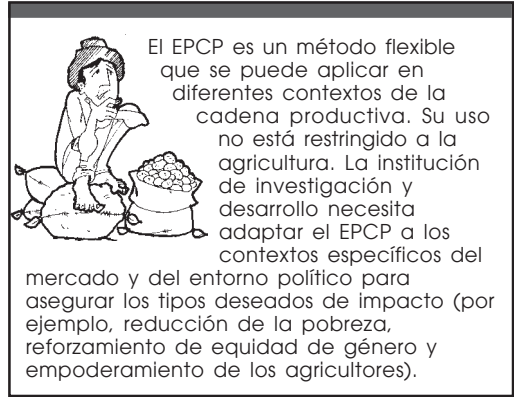 El EPCP es un método flexible
que se puede aplicar en
diferentes contextos de la
cadena productiva. Su uso
no está restringido a la
agricultura. La institución
de investigación y
desarrollo necesita
adaptar el EPCP a los
contextos específicos del
mercado y del entorno político para
asegurar los tipos deseados de impacto (por
ejemplo, reducción de la pobreza,
reforzamiento de equidad de género y
empoderamiento de los agricultores).